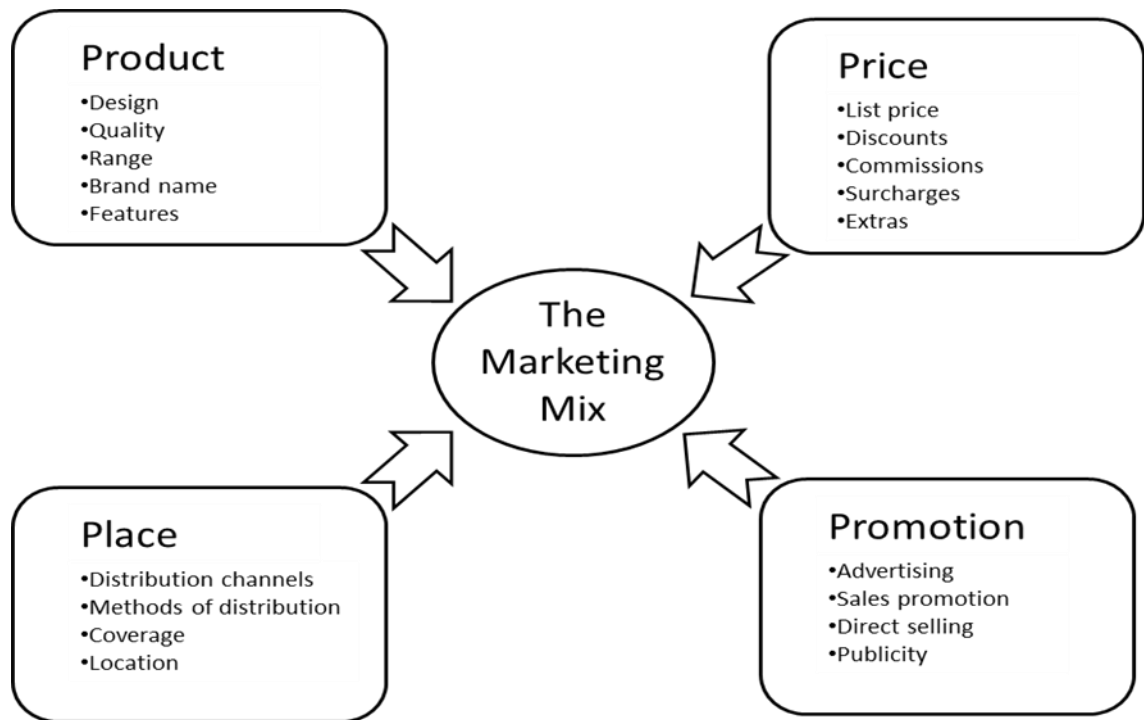 Product
•Design
•Quality
•Range
•Brand name
•Features
Price
•List price
•Discounts
•Commissions
•Surcharges
•Extras
The
Marketing
Mix
Place
•Distribution channels
•Methods of distribution
•Coverage
•Location
Promotion
•Advertising
•Sales promotion
•Direct selling
•Publicity